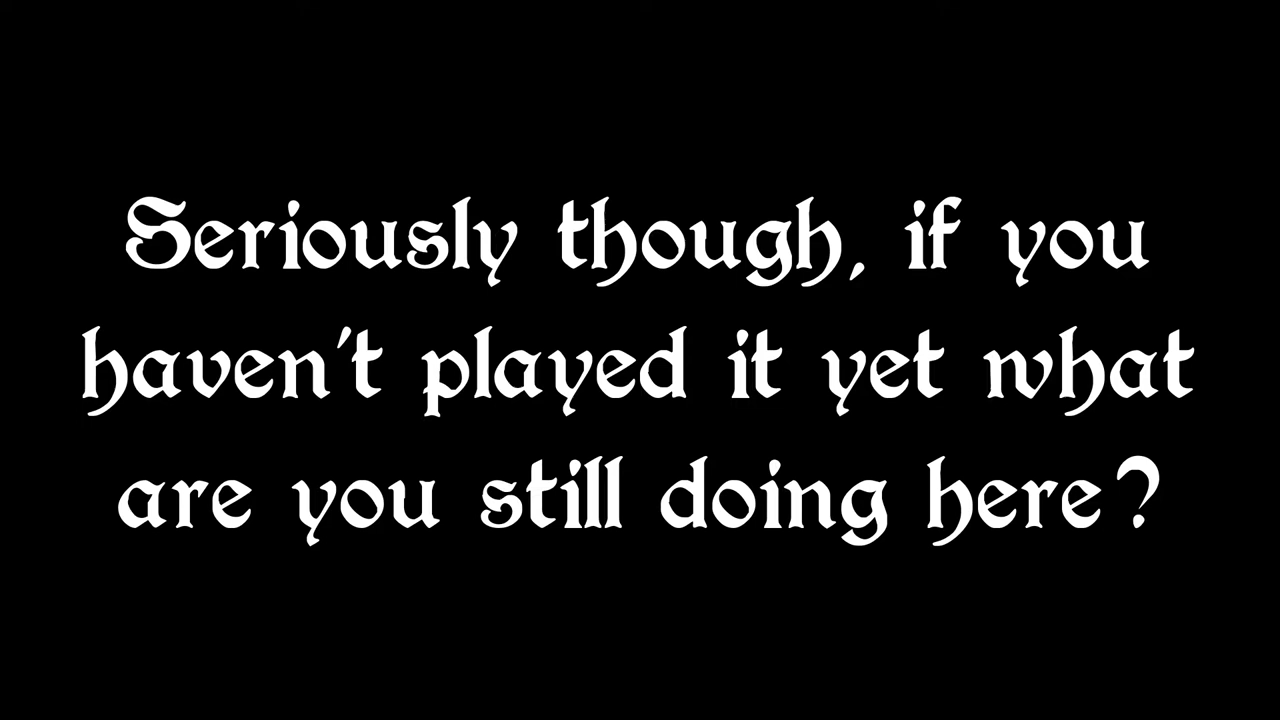 Seriously though, if you
haven't played it yet what
are you still doing here?